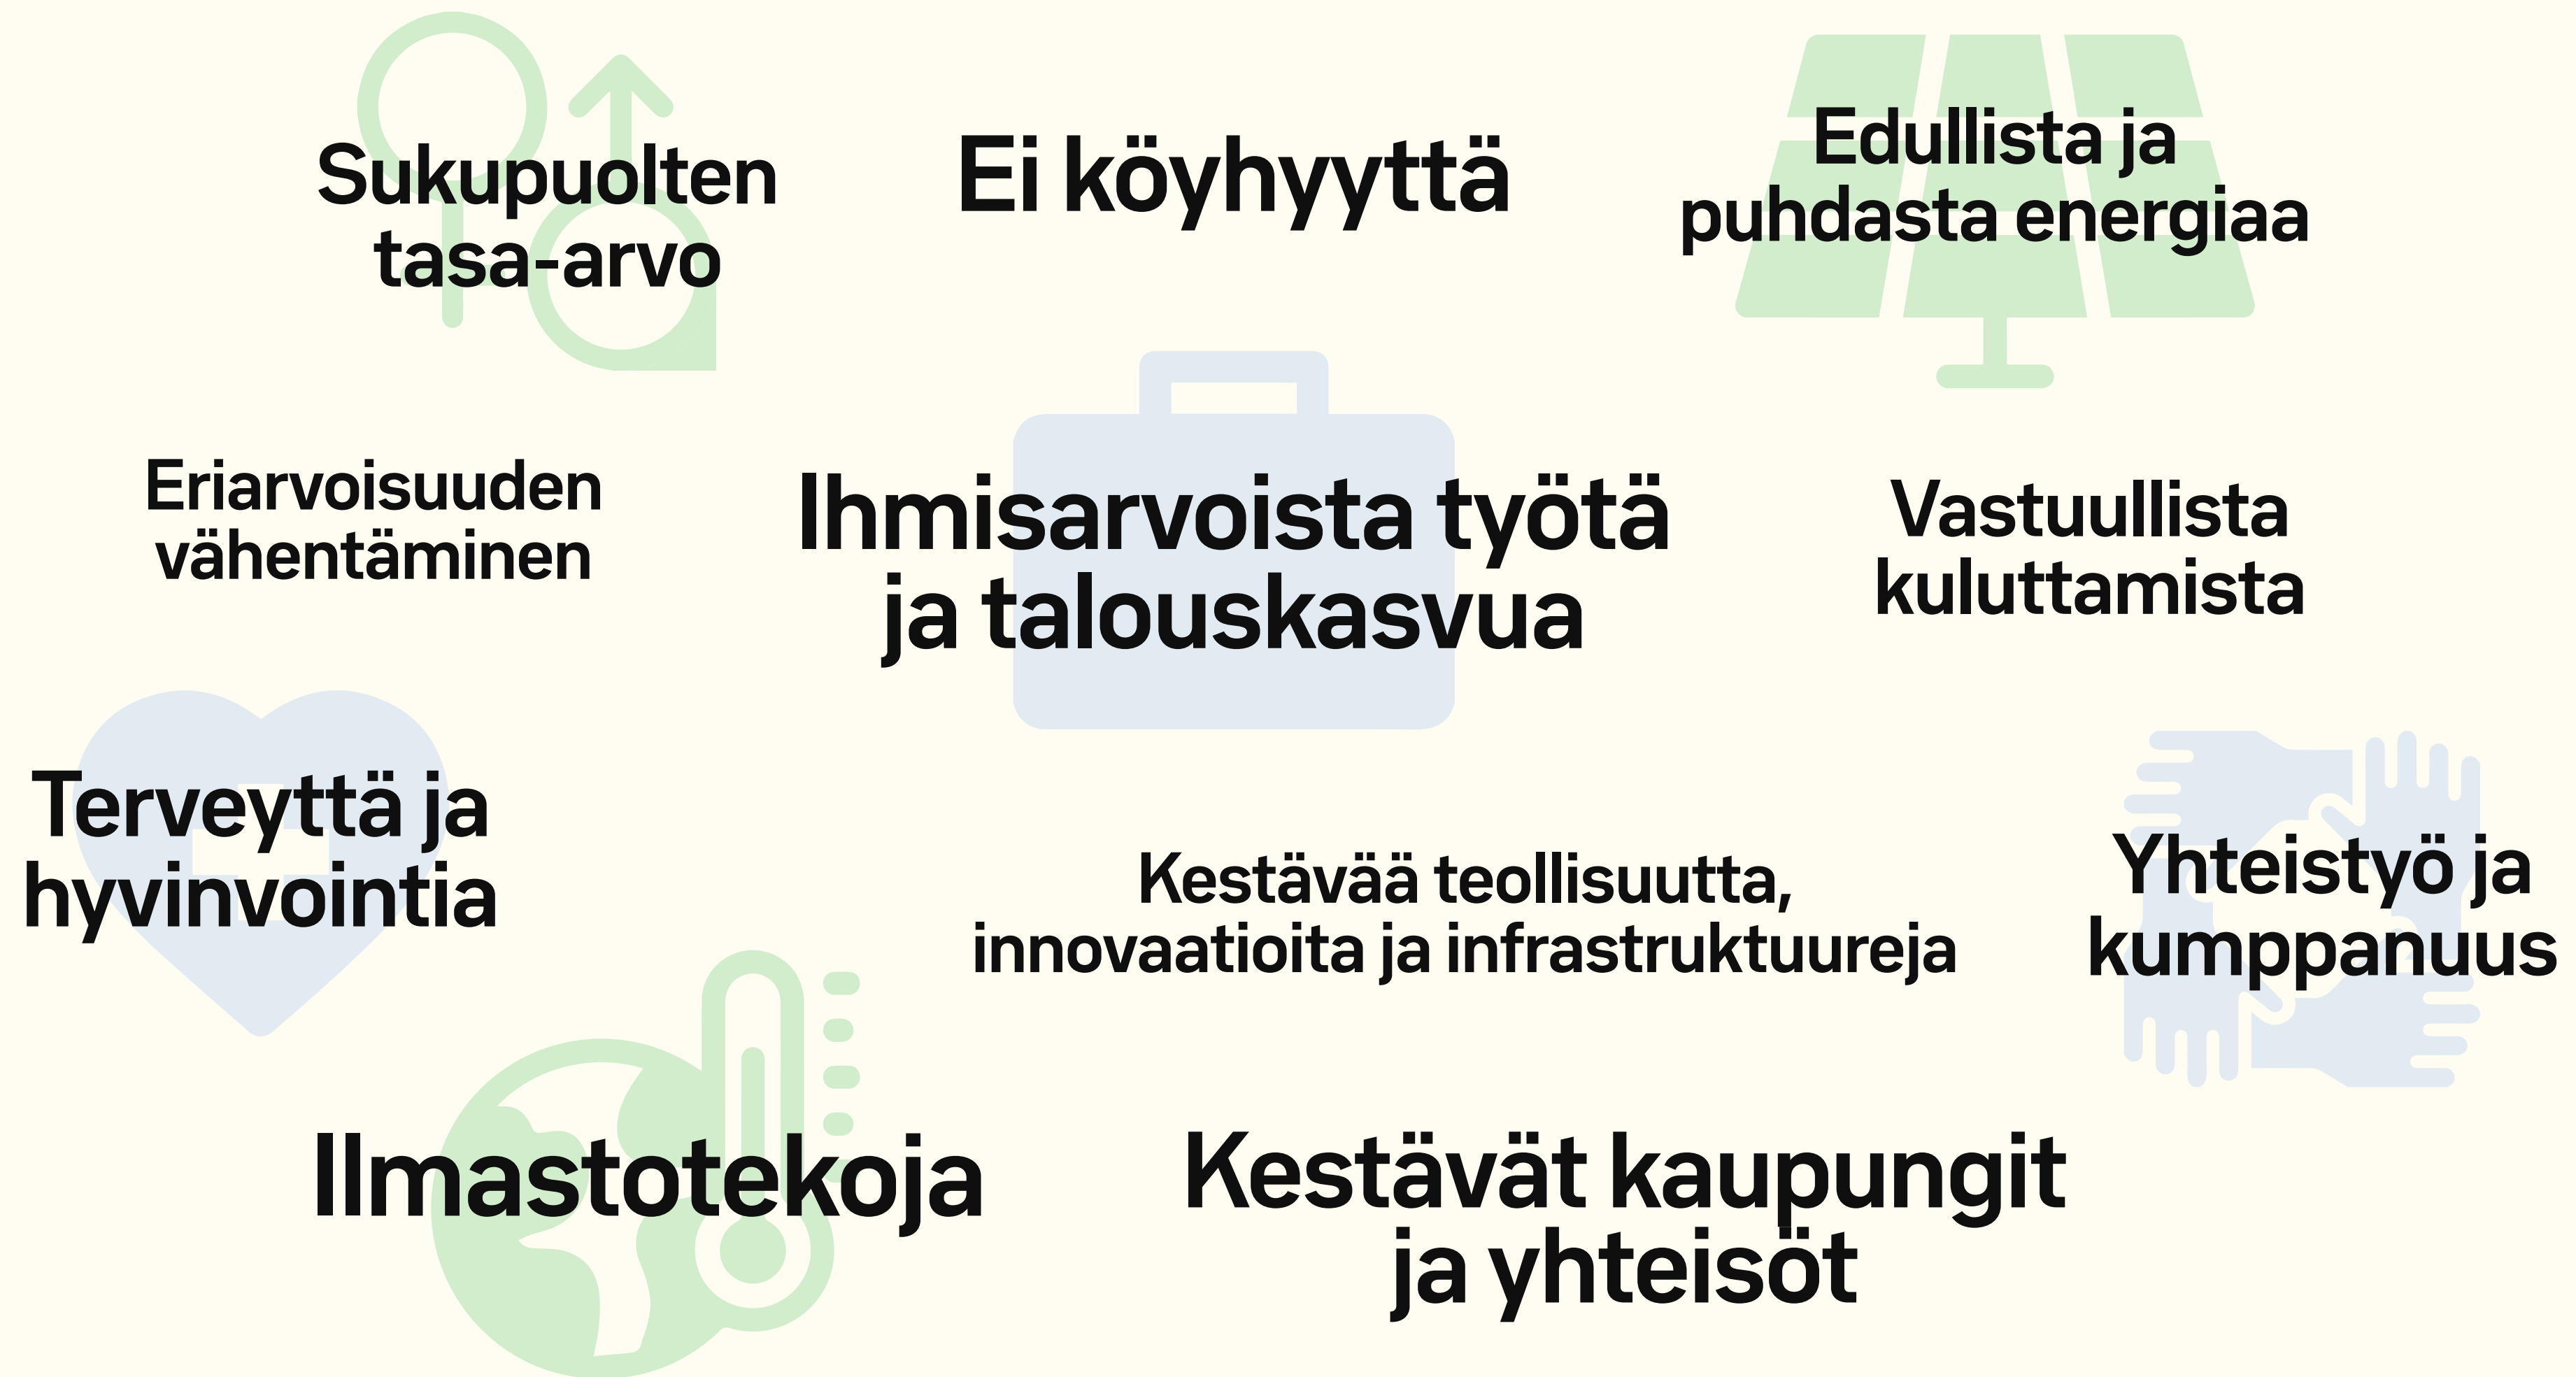 Sukupuolten
tasa-arvo
Ei köyhyyttä
Edullista ja
puhdasta energiaa
Eriarvoisuuden
vähentäminen
Ihmisarvoista työtä
ja talouskasvua
Vastuullista
kuluttamista
Terveyttä ja
hyvinvointia
Kestävää teollisuutta,
innovaatioita ja infrastruktuureja
Yhteistyö ja
kumppanuus
Ilmastotekoja
Kestävät kaupungit
ja yhteisöt